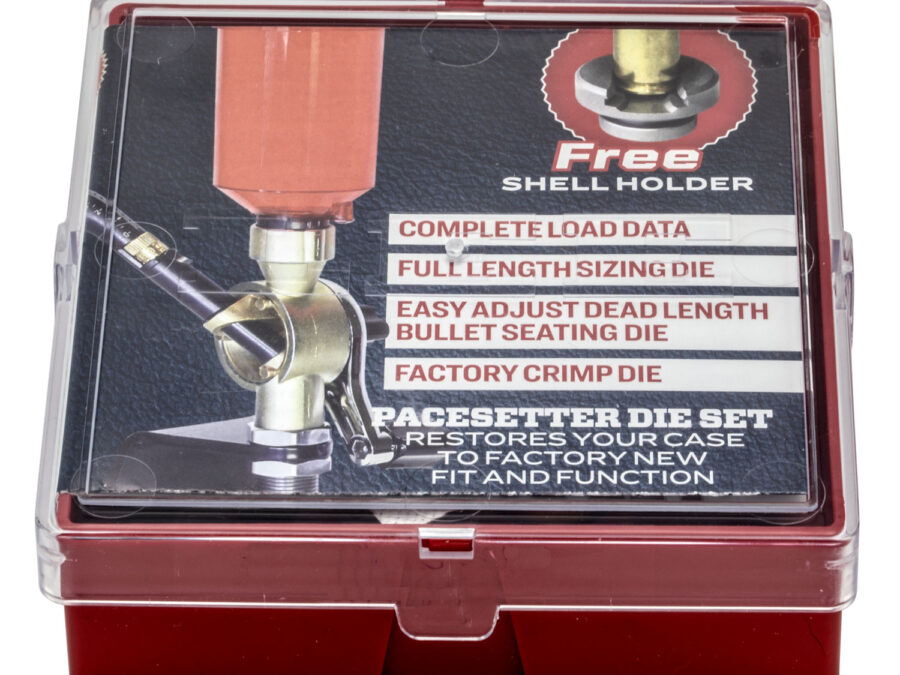 Free
SHELL HOLDER
COMPLETE LOAD DATA
FULL LENGTH SIZING DIE
EASY ADJUST DEAD LENGTH
BULLET SEATING DIE
FACTORY CRIMP DIE
PACESETTER DIE SET
RESTORES YOUR CASE
TO FACTORY NEW
FIT AND FUNCTION